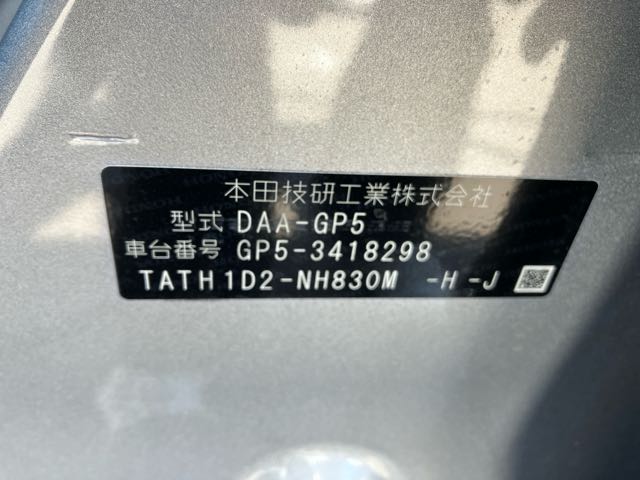 本田技研工業株式会社
型式 DAA-GP5
車台番号 GP5-3418298
TATH1D2-NH830M -H -J